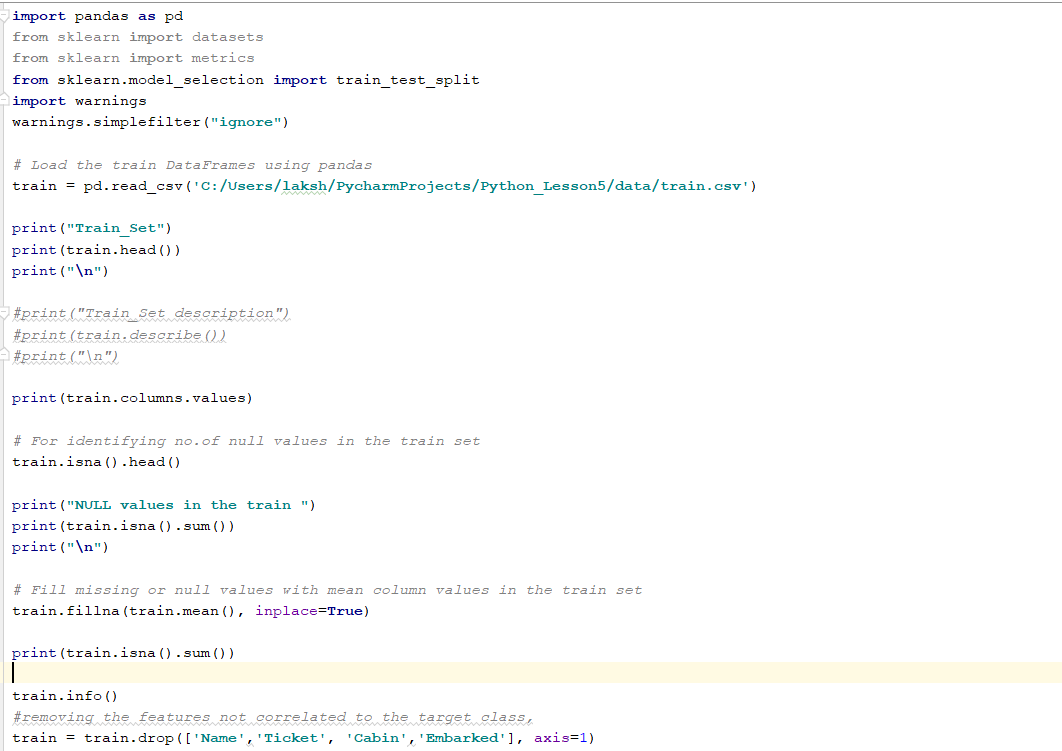 import pandas as pd
from sklearn import datasets
from sklearn import metrics
from sklearn.model_selection import train_test_split
import warnings
warnings.simplefilter("ignore")
# Load the train DataFrames using pandas
train = pd.read_csv('C:/Users/laksh/PycharmProjects/Python_Lesson5/data/train.csv')
print("Train_Set")
print(train.head())
print("\n")
#print("Train_Set description")
#print(train.describe())
#print("\n")
print(train.columns.values)
# For identifying no.of null values in the train set
train.isna().head()
print("NULL values in the train ")
print(train.isna().sum())
print("\n")
# Fill missing or null values with mean column values in the train set
train.fillna(train.mean(), inplace=True)
print(train.isna().sum())
train.info()
#removing the features not correlated to the target class,
train = train.drop(['Name','Ticket', 'Cabin','Embarked'], axis=1)